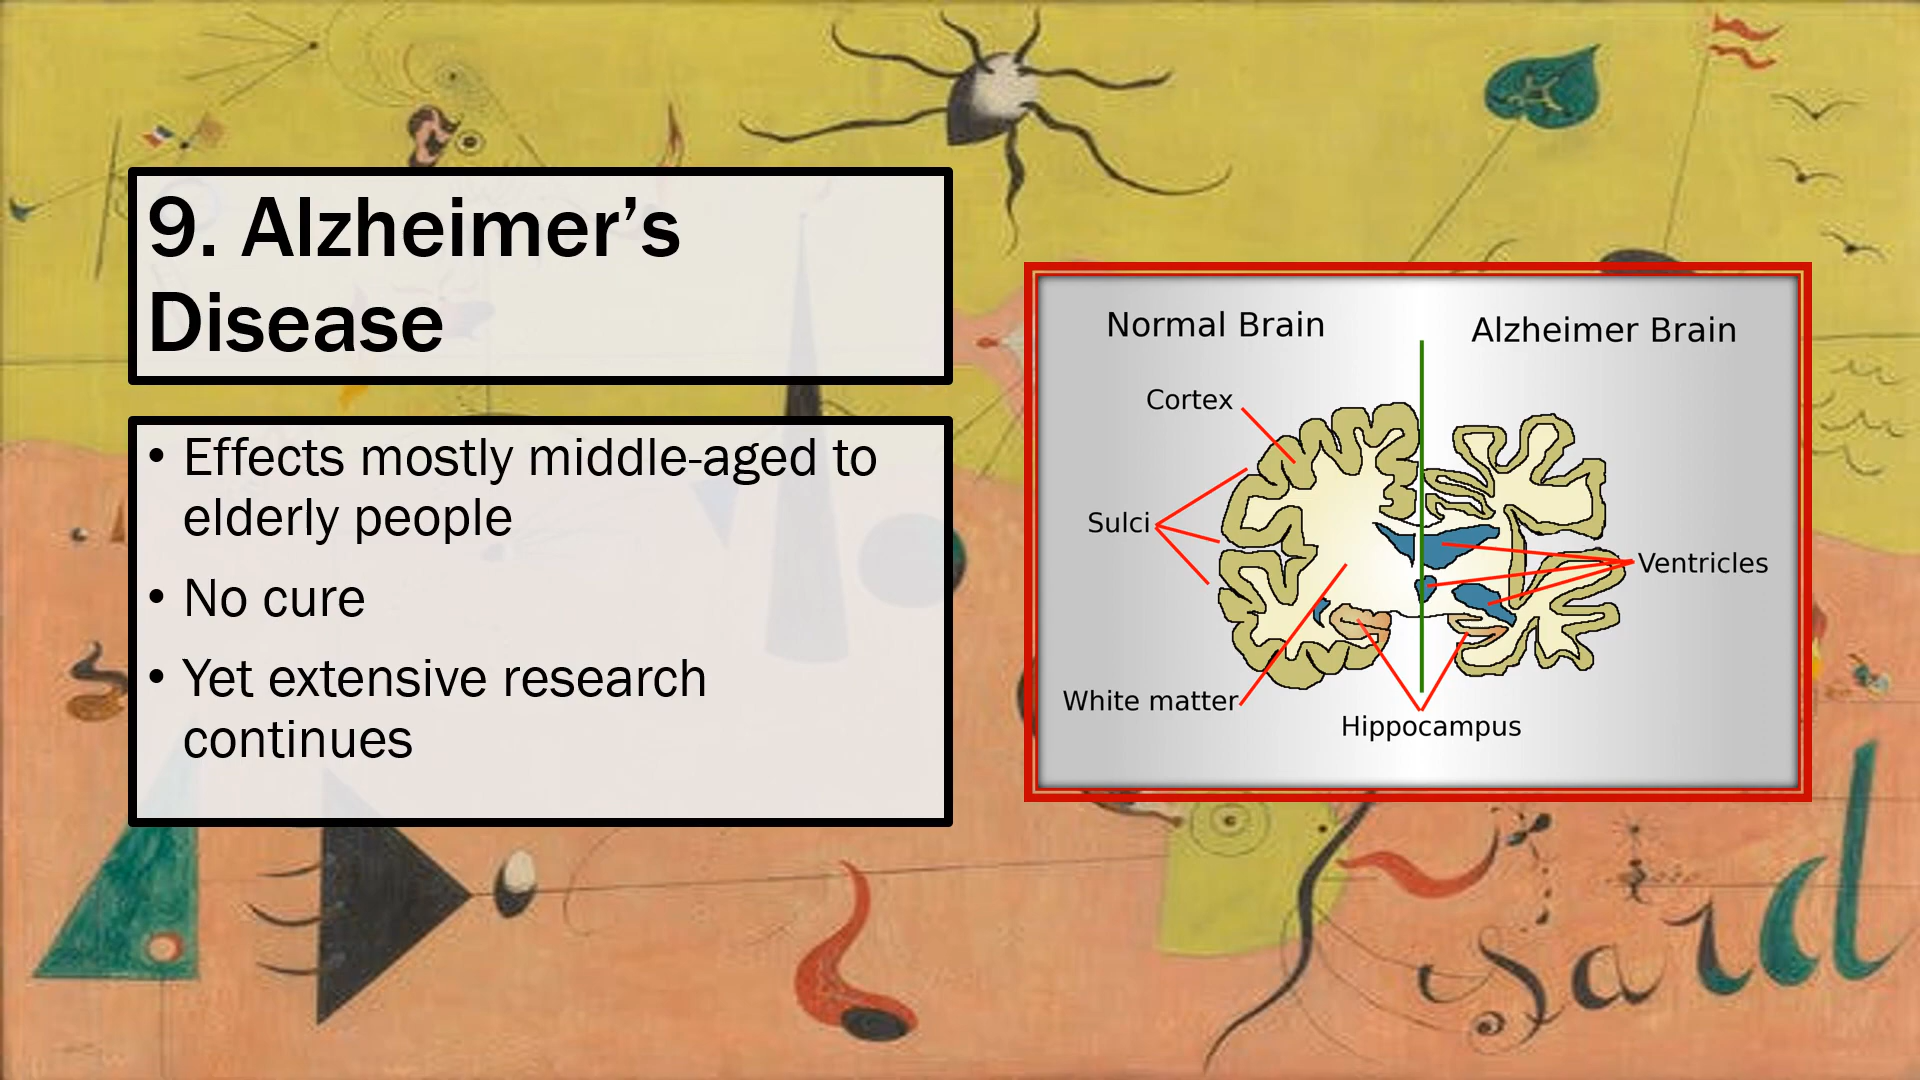 9. Alzheimer’s
Disease
• Effects mostly middle-aged to
elderly people
• No cure
• Yet extensive research
continues
Normal Brain
Alzheimer Brain
Cortex
Sulci
Ventricles
White matter
Hippocampus
Sard